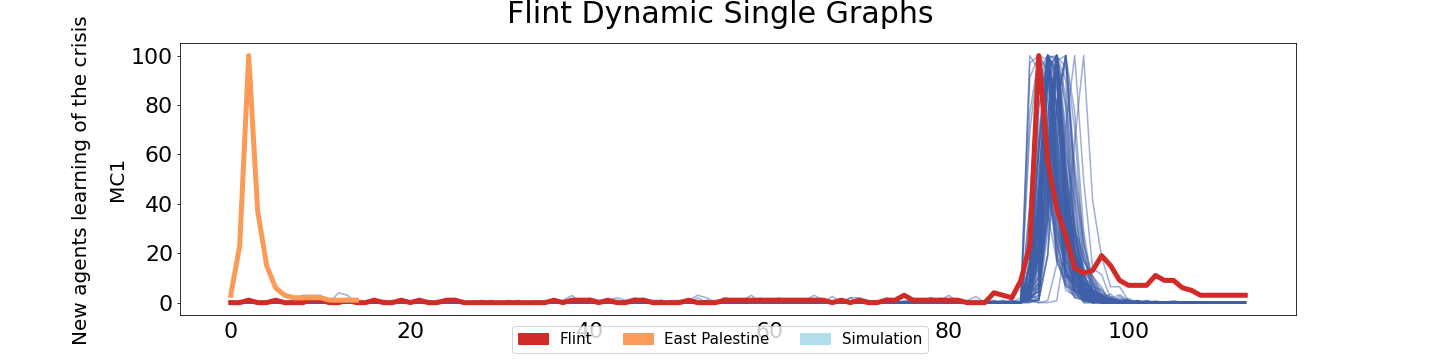 Flint Dynamic Single Graphs
New agents learning of the crisis
MC1
100
80
60
40
20
0
0 20 40 60 80 100
Flint East Palestine Simulation